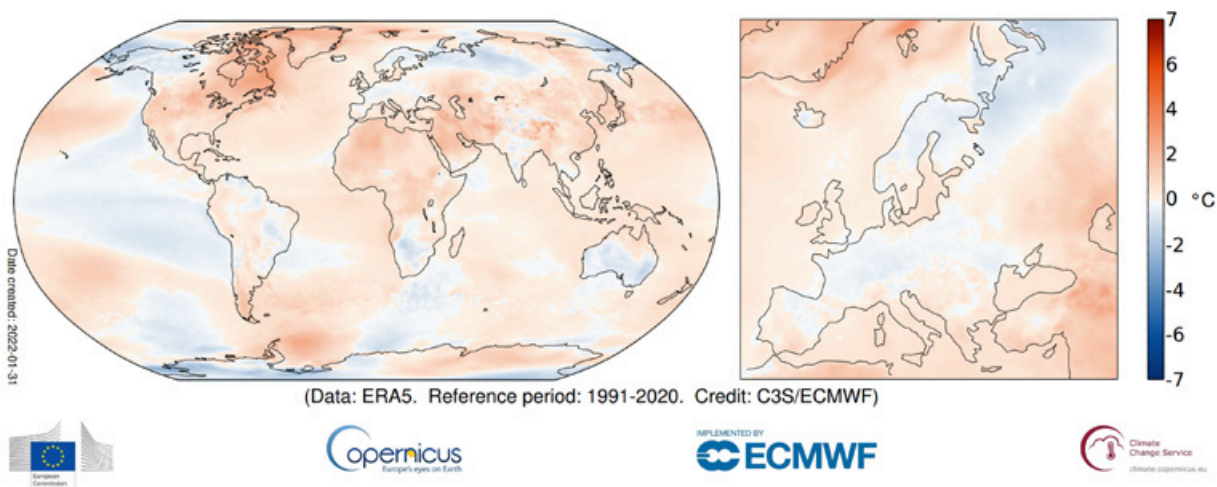 7
6
4
2
0 °C
-2
-4
-6
-7
Date created: 2022-01-31
(Data: ERA5. Reference period: 1991-2020. Credit: C3S/ECMWF)
European
Commission
opernicus
Europe's eyes on Earth
IMPLEMENTED BY
ECMWF
Climate
Change Service
climate.copernicus.eu